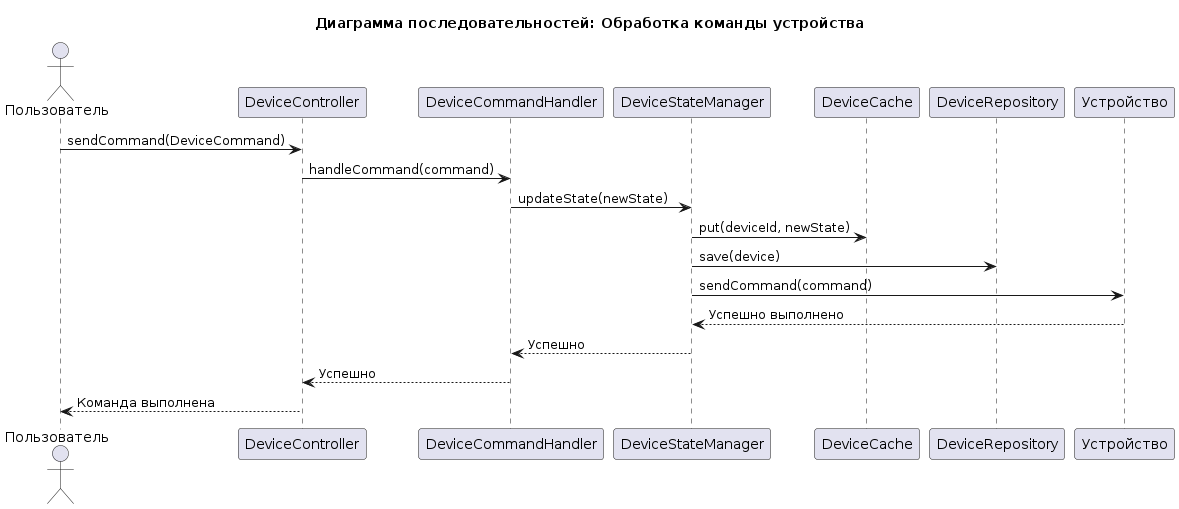 Диаграмма последовательностей: Обработка команды устройства
Пользователь
DeviceController
DeviceCommandHandler
DeviceStateManager
DeviceCache
DeviceRepository
Устройство
sendCommand(DeviceCommand)
handleCommand(command)
updateState(newState)
put(deviceId, newState)
save(device)
sendCommand(command)
Успешно выполнено
Успешно
Успешно
Команда выполнена
Пользователь
DeviceController
DeviceCommandHandler
DeviceStateManager
DeviceCache
DeviceRepository
Устройство